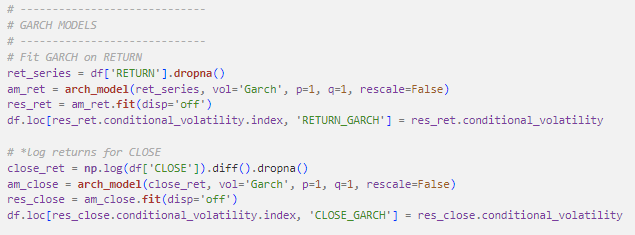 # -----------------------------
# GARCH MODELS
# -----------------------------
# Fit GARCH on RETURN
ret_series = df['RETURN'].dropna()
am_ret = arch_model(ret_series, vol='Garch', p=1, q=1, rescale=False)
res_ret = am_ret.fit(disp='off')
df.loc[res_ret.conditional_volatility.index, 'RETURN_GARCH'] = res_ret.conditional_volatility

# *log returns for CLOSE
close_ret = np.log(df['CLOSE']).diff().dropna()
am_close = arch_model(close_ret, vol='Garch', p=1, q=1, rescale=False)
res_close = am_close.fit(disp='off')
df.loc[res_close.conditional_volatility.index, 'CLOSE_GARCH'] = res_close.conditional_volatility